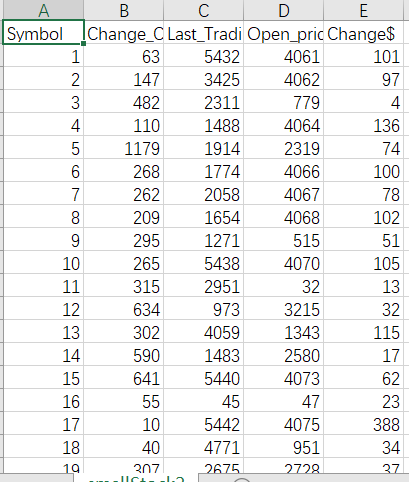 A B C D E
Symbol Change_C Last_Tradi Open_pric Change$
1 63 5432 4061 101
2 147 3425 4062 97
3 482 2311 779 4
4 110 1488 4064 136
5 1179 1914 2319 74
6 268 1774 4066 100
7 262 2058 4067 78
8 209 1654 4068 102
9 295 1271 515 51
10 265 5438 4070 105
11 315 2951 32 13
12 634 973 3215 32
13 302 4059 1343 115
14 590 1483 2580 17
15 641 5440 4073 62
16 55 45 47 23
17 10 5442 4075 388
18 40 4771 951 34
19 307 2675 2728 37